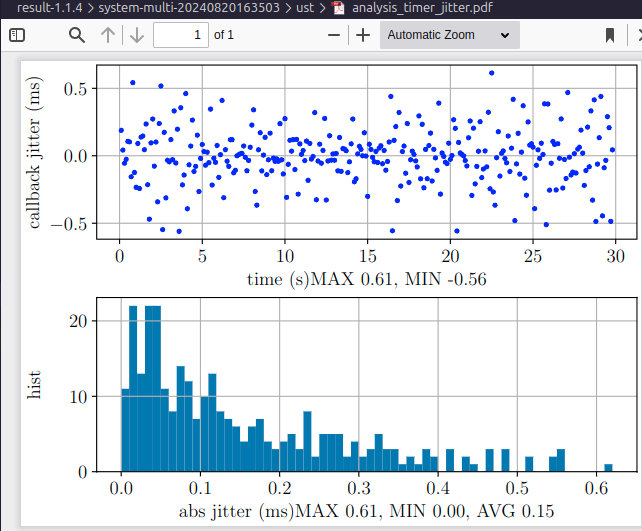 result-1.1.4 > system-multi-20240820163503 > ust > analysis_timer_jitter.pdf
1 of 1 Automatic Zoom
callback jitter (ms)
0.5
0.0
−0.5
0 5 10 15 20 25 30
time (s)MAX 0.61, MIN -0.56
hist
20
10
0
0.0 0.1 0.2 0.3 0.4 0.5 0.6
abs jitter (ms)MAX 0.61, MIN 0.00, AVG 0.15